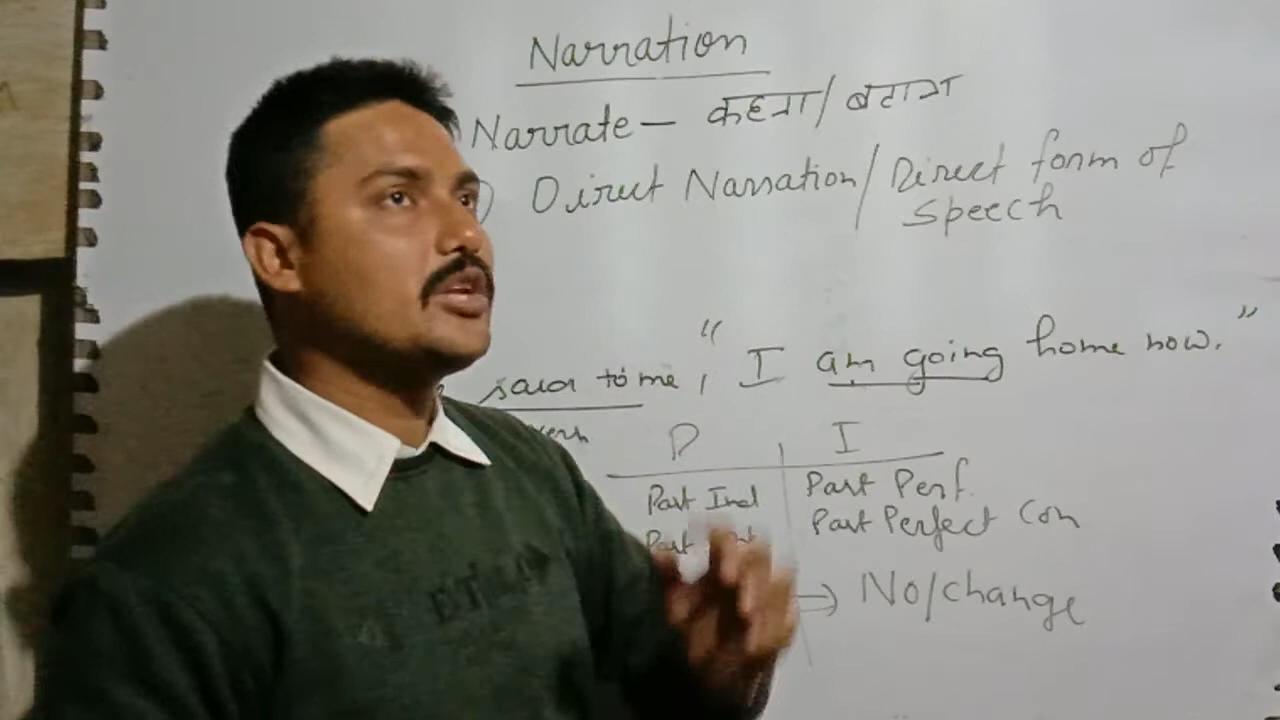 Narration
Narrate — कहना / बताना
Direct Narration / Direct form of
speech
said to me, "I am going home now."
D I
Past Ind Past Perf.
Past Past Perfect Con
⇒ No/change